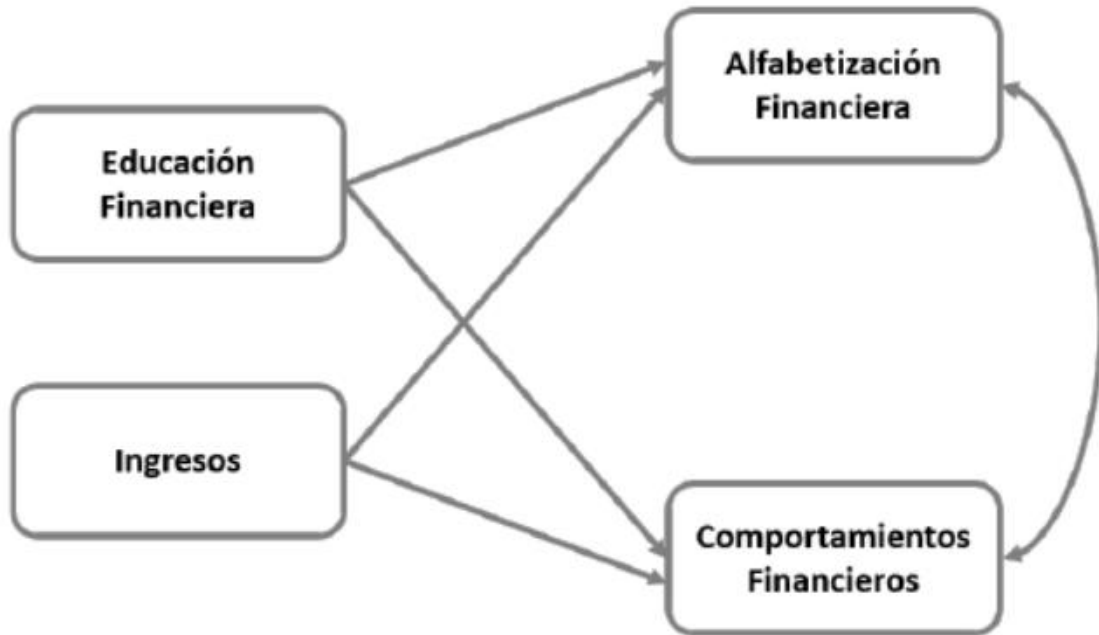 Alfabetización
Financiera
Educación
Financiera
Ingresos
Comportamientos
Financieros